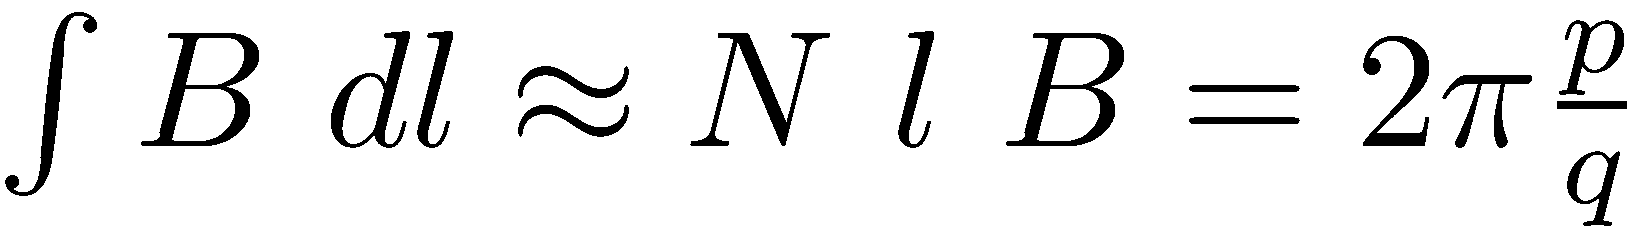 ∫ B dl ≈ N l B = 2π p/q